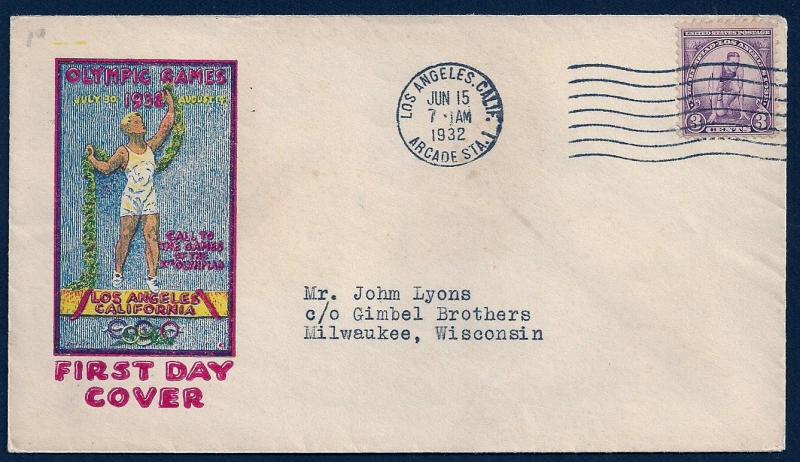 OLYMPIC GAMES
JULY 30 1932 AUGUST 14
CALL TO
THE GAMES
OF THE
Xth OLYMPIAD
LOS ANGELES
CALIFORNIA
FIRST DAY
COVER
LOS ANGELES, CALIF.
JUN 15
7 AM
1932
ARCADE STA. 1
UNITED STATES POSTAGE
3 CENTS 3
Mr. Johm Lyons
c/o Gimbel Brothers
Milwaukee, Wisconsin